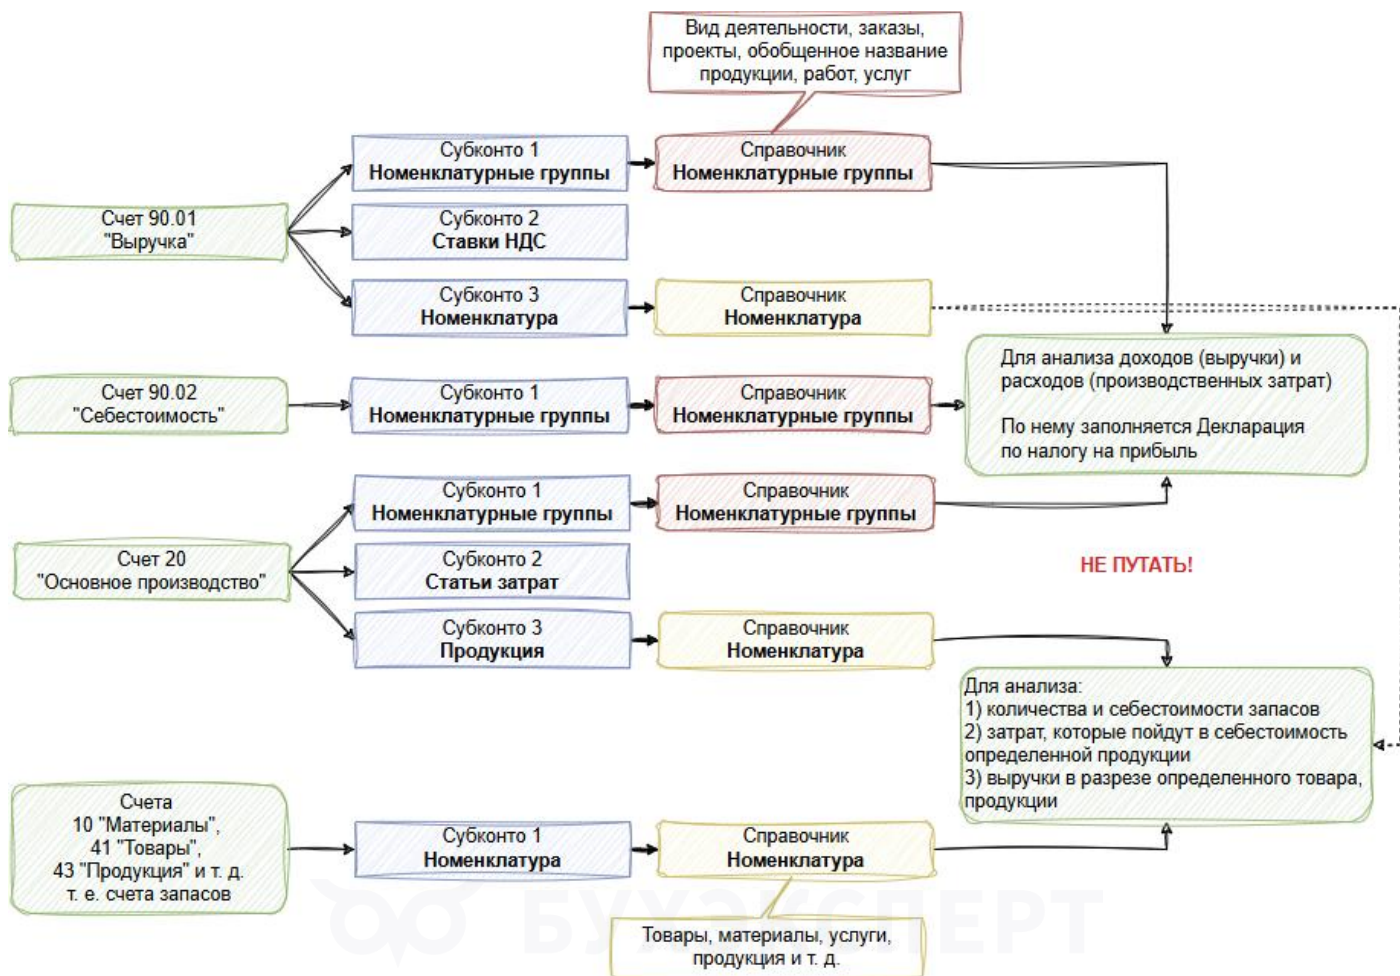 Вид деятельности, заказы,
проекты, обобщенное название
продукции, работ, услуг
Счет 90.01
"Выручка"
Субконто 1
Номенклатурные группы
Справочник
Номенклатурные группы
Субконто 2
Ставки НДС
Субконто 3
Номенклатура
Справочник
Номенклатура
Счет 90.02
"Себестоимость"
Субконто 1
Номенклатурные группы
Справочник
Номенклатурные группы
Для анализа доходов (выручки) и
расходов (производственных затрат)
По нему заполняется Декларация
по налогу на прибыль
Счет 20
"Основное производство"
Субконто 1
Номенклатурные группы
Справочник
Номенклатурные группы
Субконто 2
Статьи затрат
Субконто 3
Продукция
Справочник
Номенклатура
НЕ ПУТАТЬ!
Для анализа:
1) количества и себестоимости запасов
2) затрат, которые пойдут в себестоимость
определенной продукции
3) выручки в разрезе определенного товара,
продукции
Счета
10 "Материалы",
41 "Товары",
43 "Продукция" и т. д.
т. е. счета запасов
Субконто 1
Номенклатура
Справочник
Номенклатура
Товары, материалы, услуги,
продукция и т. д.
БУХЭКСПЕРТ